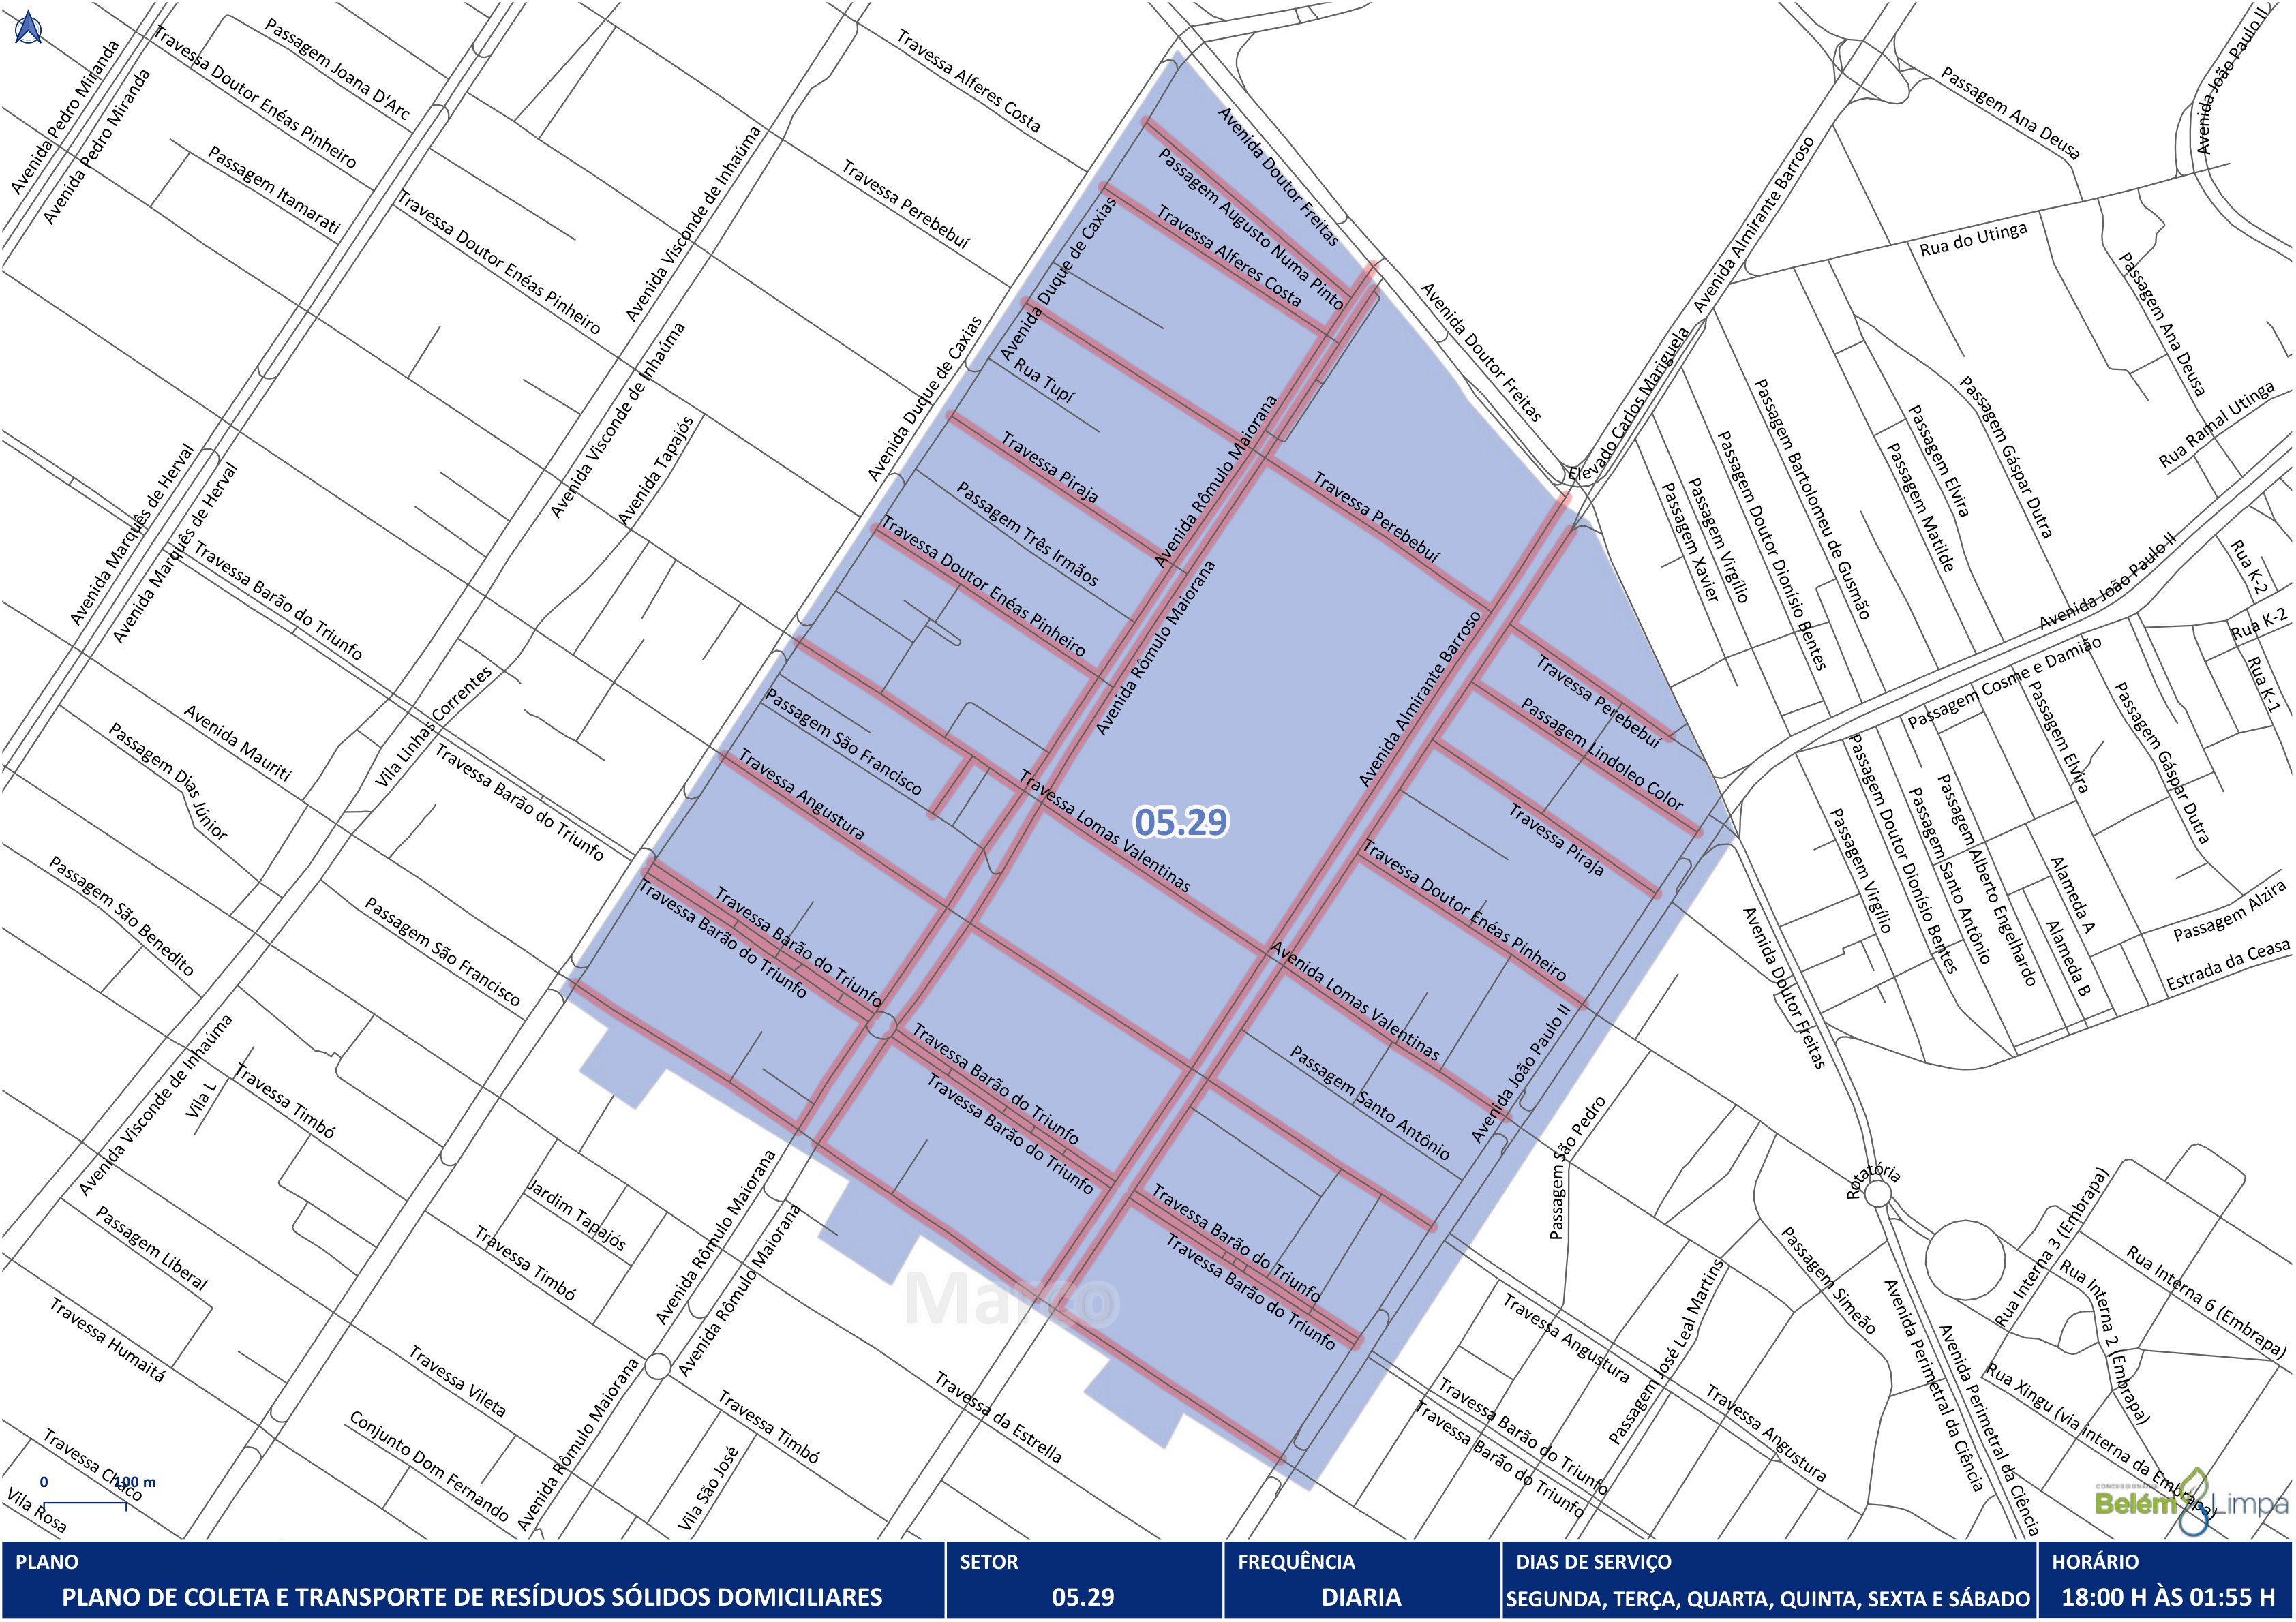 Avenida Pedro Miranda
Avenida Pedro Miranda
Travessa Doutor Enéas Pinheiro
Passagem Joana D'Arc
Passagem Itamarati
Travessa Doutor Enéas Pinheiro
Avenida Visconde de Inhaúma
Avenida Visconde de Inhaúma
Avenida Tapajós
Travessa Alferes Costa
Travessa Perebebuí
Avenida Duque de Caxias
Avenida Duque de Caxias
Avenida Doutor Freitas
Avenida Doutor Freitas
Passagem Augusto Numa Pinto
Travessa Alferes Costa
Rua Tupí
Travessa Piraja
Passagem Três Irmãos
Travessa Doutor Enéas Pinheiro
Avenida Rômulo Maiorana
Avenida Rômulo Maiorana
Avenida Rômulo Maiorana
Travessa Perebebuí
Elevado Carlos Mariguela
Avenida Almirante Barroso
Avenida Almirante Barroso
Passagem Ana Deusa
Avenida João Paulo II
Rua do Utinga
Passagem Ana Deusa
Rua Ramal Utinga
Passagem Gáspar Dutra
Passagem Elvira
Passagem Matilde
Passagem Bartolomeu de Gusmão
Passagem Doutor Dionísio Bentes
Passagem Virgílio
Passagem Xavier
Avenida João Paulo II
Passagem Cosme e Damião
Rua K-2
Rua K-2
Rua K-1
Avenida Marquês de Herval
Avenida Marquês de Herval
Travessa Barão do Triunfo
Avenida Mauriti
Passagem Dias Júnior
Vila Linhas Correntes
Travessa Barão do Triunfo
Passagem São Benedito
Passagem São Francisco
Passagem São Francisco
Travessa Angustura
Travessa Lomas Valentinas
05.29
Travessa Perebebuí
Passagem Lindoleo Color
Travessa Piraja
Travessa Doutor Enéas Pinheiro
Avenida Lomas Valentinas
Passagem Santo Antônio
Avenida João Paulo II
Travessa Barão do Triunfo
Travessa Barão do Triunfo
Travessa Barão do Triunfo
Travessa Barão do Triunfo
Travessa Barão do Triunfo
Travessa Barão do Triunfo
Passagem Elvira
Passagem Gáspar Dutra
Passagem Doutor Dionísio Bentes
Passagem Santo Antônio
Passagem Alberto Engelhardo
Passagem Virgílio
Alameda A
Alameda B
Passagem Alzira
Estrada da Ceasa
Avenida Doutor Freitas
Avenida Visconde de Inhaúma
Vila L
Travessa Timbó
Passagem Liberal
Travessa Humaitá
Jardim Tapajós
Travessa Timbó
Avenida Rômulo Maiorana
Avenida Rômulo Maiorana
Avenida Rômulo Maiorana
Travessa Vileta
Conjunto Dom Fernando
Vila São José
Travessa Timbó
Travessa da Estrella
Marco
Passagem São Pedro
Rotatória
Passagem Simeão
Passagem José Leal Martins
Travessa Angustura
Travessa Angustura
Travessa Barão do Triunfo
Travessa Barão do Triunfo
Avenida Perimetral da Ciência
Avenida Perimetral da Ciência
Rua Interna 3 (Embrapa)
Rua Interna 2 (Embrapa)
Rua Interna 6 (Embrapa)
Rua Xingu (via interna da Embrapa)
Travessa Chaco
Vila Rosa
0 100 m
CONCESSIONÁRIA
Belém Limpa
PLANO
PLANO DE COLETA E TRANSPORTE DE RESÍDUOS SÓLIDOS DOMICILIARES
SETOR
05.29
FREQUÊNCIA
DIARIA
DIAS DE SERVIÇO
SEGUNDA, TERÇA, QUARTA, QUINTA, SEXTA E SÁBADO
HORÁRIO
18:00 H ÀS 01:55 H